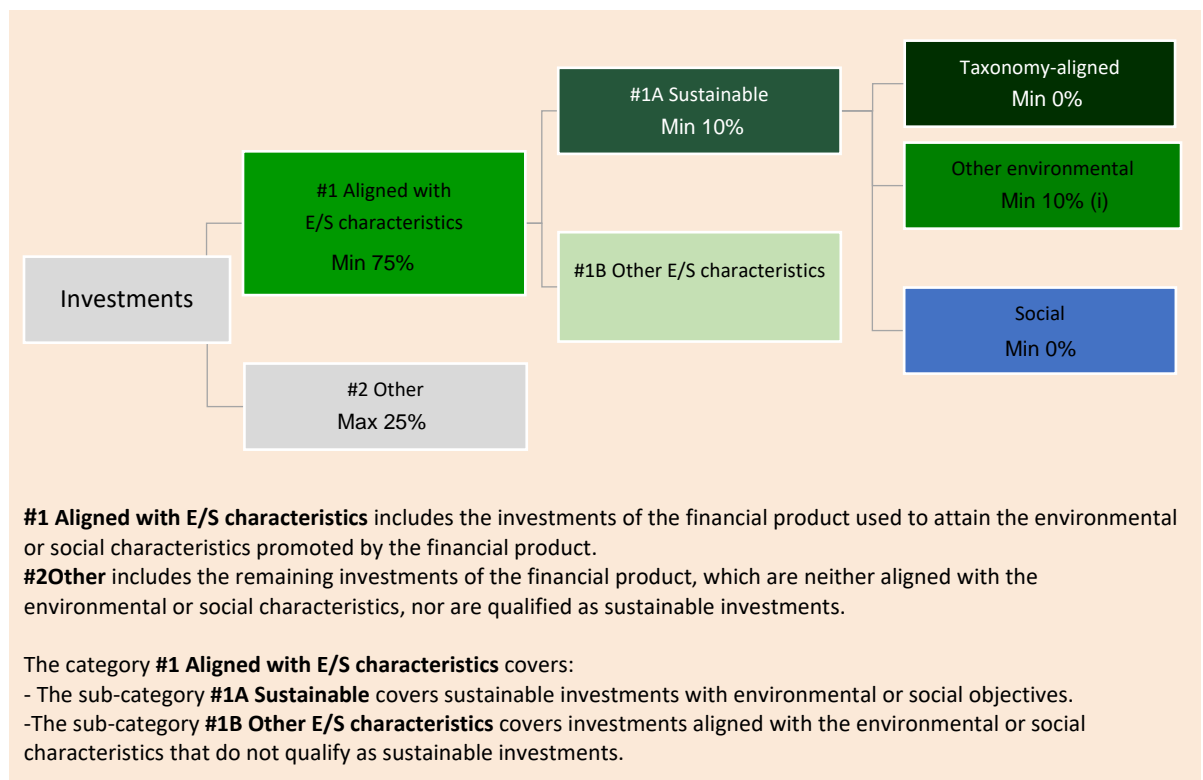 Investments
#1 Aligned with
E/S characteristics
Min 75%
#2 Other
Max 25%
#1A Sustainable
Min 10%
#1B Other E/S characteristics
Taxonomy-aligned
Min 0%
Other environmental
Min 10% (i)
Social
Min 0%
#1 Aligned with E/S characteristics includes the investments of the financial product used to attain the environmental
or social characteristics promoted by the financial product.
#2Other includes the remaining investments of the financial product, which are neither aligned with the
environmental or social characteristics, nor are qualified as sustainable investments.
The category #1 Aligned with E/S characteristics covers:
- The sub-category #1A Sustainable covers sustainable investments with environmental or social objectives.
-The sub-category #1B Other E/S characteristics covers investments aligned with the environmental or social
characteristics that do not qualify as sustainable investments.